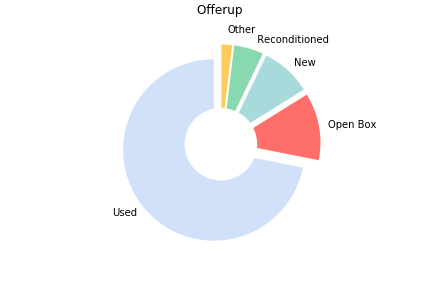 Offerup
Other
Reconditioned
New
Open Box
Used